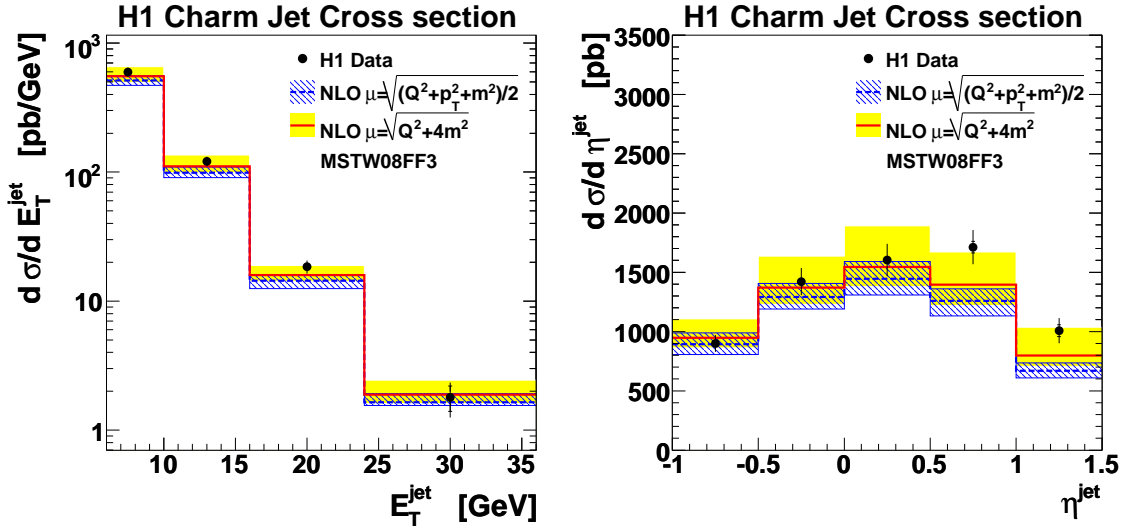 H1 Charm Jet Cross section
d σ/d E_T^jet [pb/GeV]
10³
10²
10
1
H1 Data
NLO μ=√(Q²+p_T²+m²)/2
NLO μ=√Q²+4m²
MSTW08FF3
10 15 20 25 30 35
E_T^jet [GeV]
H1 Charm Jet Cross section
d σ/d η^jet [pb]
3500
3000
2500
2000
1500
1000
500
0
H1 Data
NLO μ=√(Q²+p_T²+m²)/2
NLO μ=√Q²+4m²
MSTW08FF3
-1 -0.5 0 0.5 1 1.5
η^jet